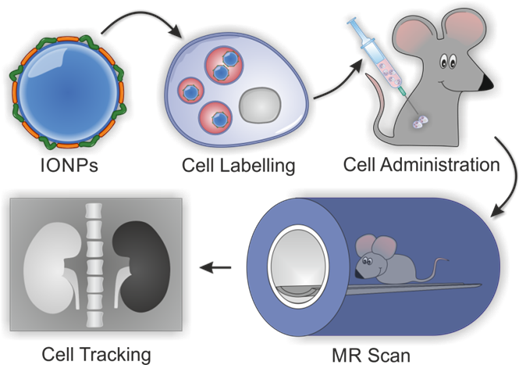 IONPs
Cell Labelling
Cell Administration
Cell Tracking
MR Scan